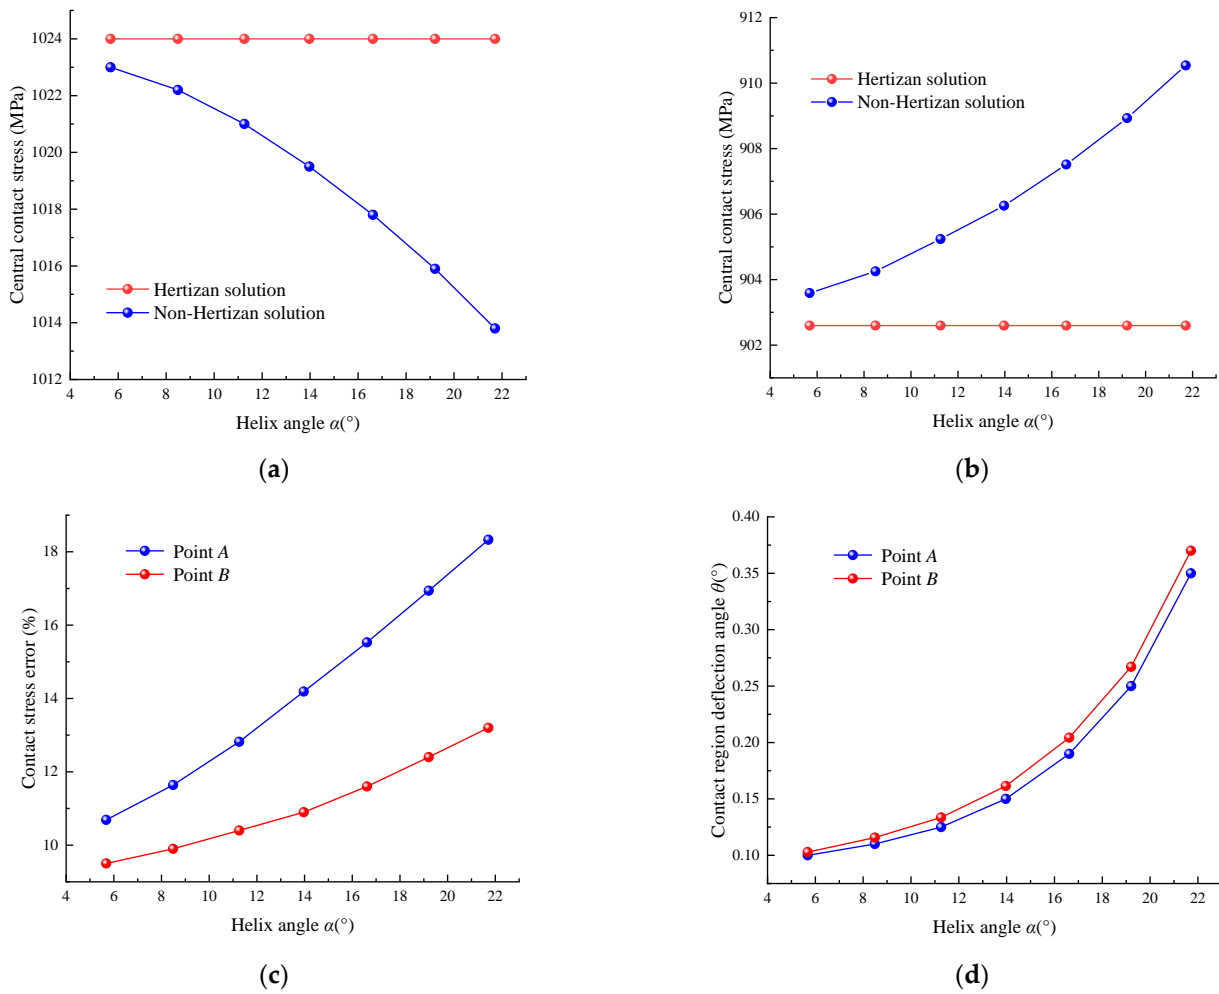 1024
1022
1020
1018
1016
1014
1012
Central contact stress (MPa)
Hertizan solution
Non-Hertizan solution
4 6 8 10 12 14 16 18 20 22
Helix angle α(°)
(a)
912
910
908
906
904
902
Central contact stress (MPa)
Hertizan solution
Non-Hertizan solution
4 6 8 10 12 14 16 18 20 22
Helix angle α(°)
(b)
18
16
14
12
10
Contact stress error (%)
Point A
Point B
4 6 8 10 12 14 16 18 20 22
Helix angle α(°)
(c)
0.40
0.35
0.30
0.25
0.20
0.15
0.10
Contact region deflection angle θ(°)
Point A
Point B
4 6 8 10 12 14 16 18 20 22
Helix angle α(°)
(d)